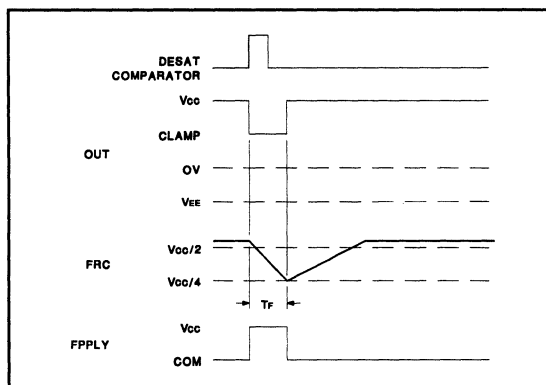 DESAT
COMPARATOR
Vcc
CLAMP
OUT
OV
VEE
Vcc/2
FRC
Vcc/4
TF
Vcc
FPPLY
COM